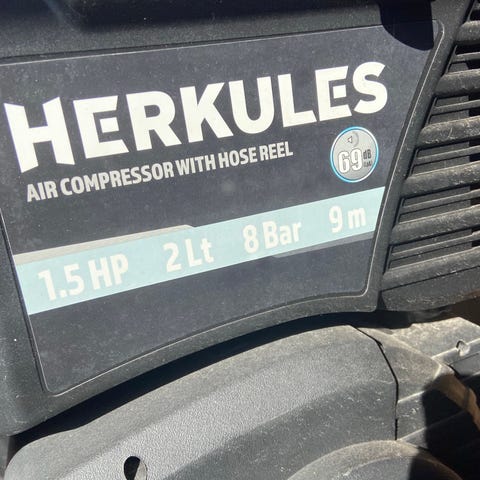 HERKULES
AIR COMPRESSOR WITH HOSE REEL
69 dB
1.5 HP 2 Lt 8 Bar 9 m